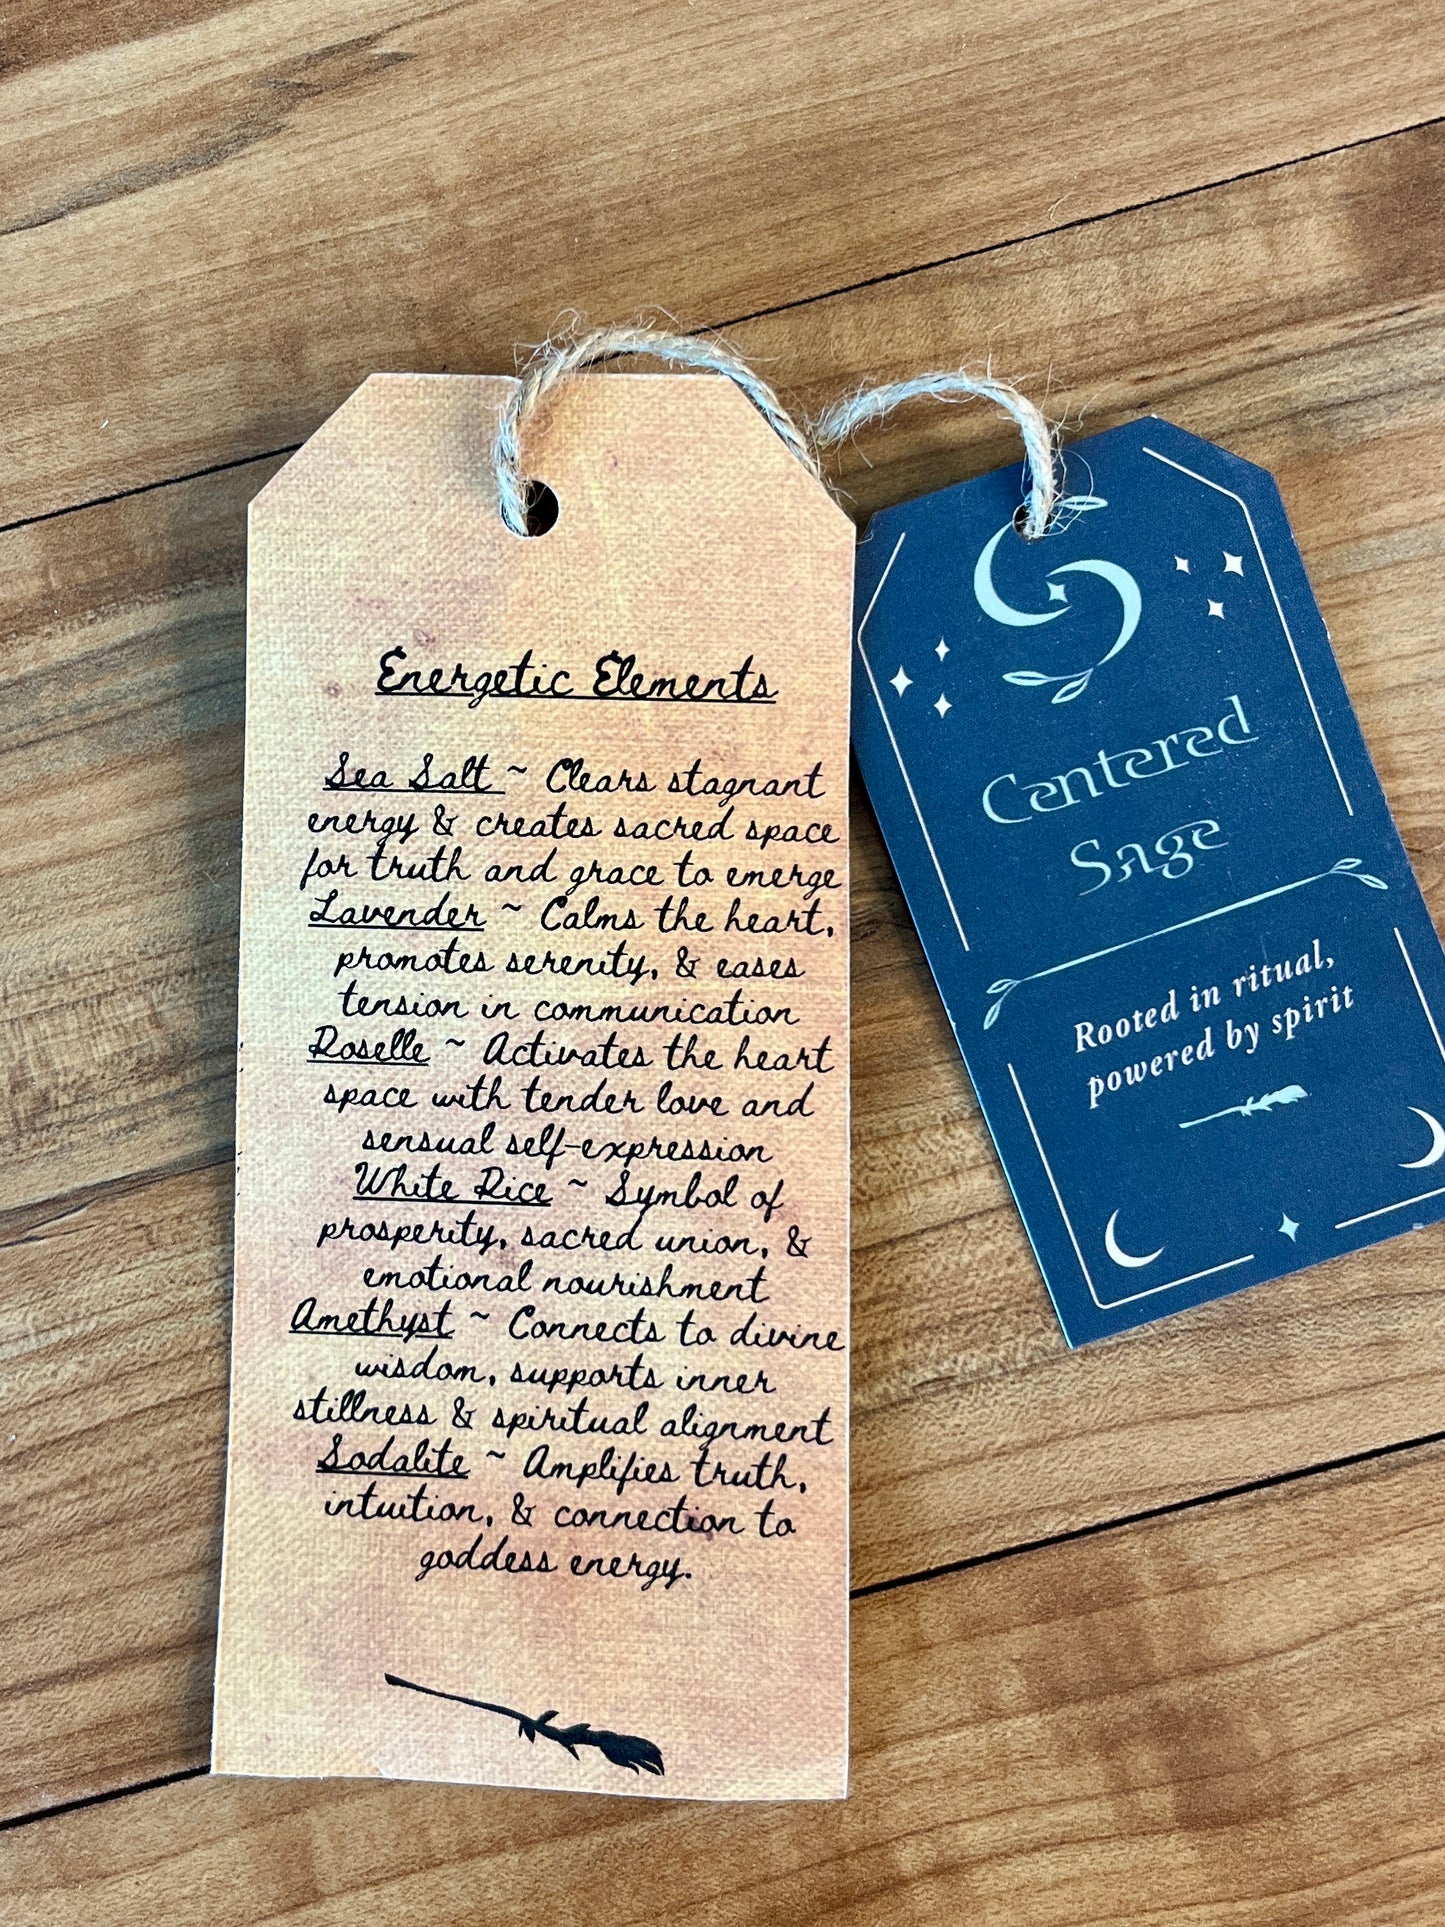 Energetic Elements
Sea Salt ~ Clears stagnant
energy & creates sacred space
for truth and grace to emerge
Lavender ~ Calms the heart,
promotes serenity, & eases
tension in communication
Roselle ~ Activates the heart
space with tender love and
sensual self-expression
White Rice ~ Symbol of
prosperity, sacred union, &
emotional nourishment
Amethyst ~ Connects to divine
wisdom, supports inner
stillness & spiritual alignment
Sodalite ~ Amplifies truth,
intuition, & connection to
goddess energy.
Centered
Sage
Rooted in ritual,
powered by spirit